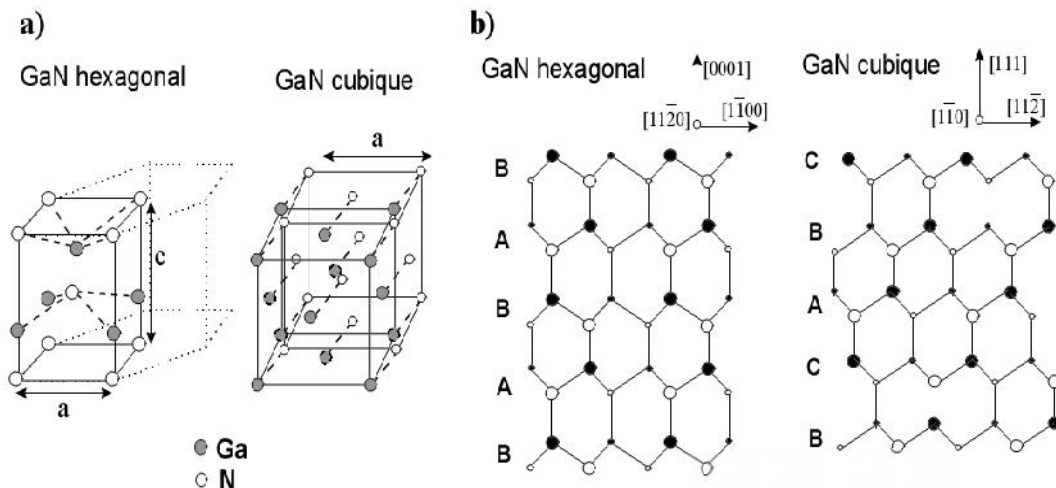 a)
GaN hexagonal
GaN cubique
a
c
a
Ga
N
b)
GaN hexagonal
[0001]
[112̅0]
[11̅00]
B
A
B
A
B
GaN cubique
[111]
[11̅0]
[112̅]
C
B
A
C
B